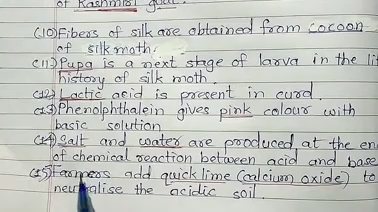 of Kashmiri goat.
(10) Fibers of silk are obtained from cocoon
of silk moth.
(11) Pupa is a next stage of larva in the li
history of silk moth.
(12) Lactic acid is present in curd.
(13) Phenolphthalein gives pink colour with
basic solution
(14) Salt and water are produced at the en
of chemical reaction between acid and base
(15) Farmers add quick lime (calcium oxide) to
neutralise the acidic soil.